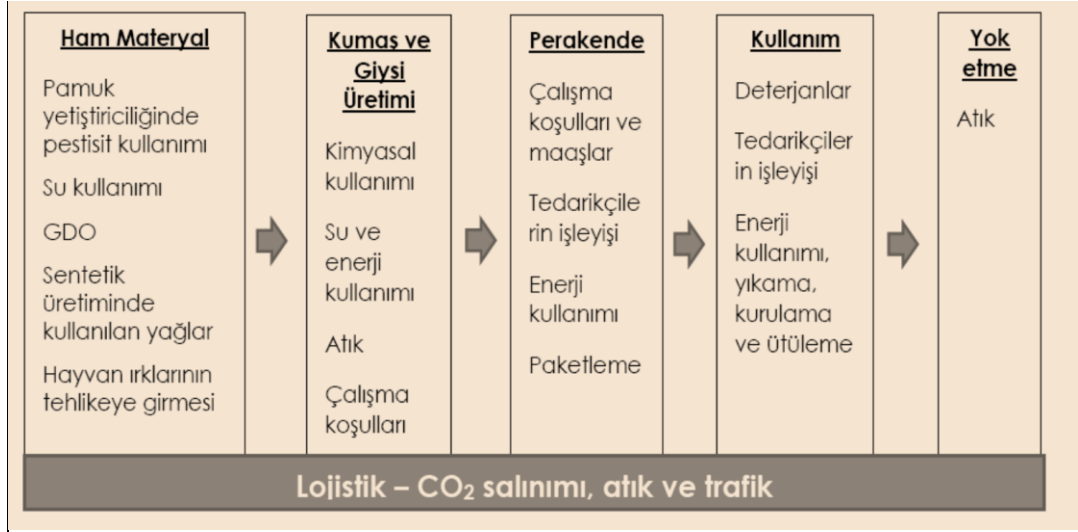 Ham Materyal
Pamuk
yetiştiriciliğinde
pestisit kullanımı
Su kullanımı
GDO
Sentetik
üretiminde
kullanılan yağlar
Hayvan ırklarının
tehlikeye girmesi
Kumaş ve
Giysi
Üretimi
Kimyasal
kullanımı
Su ve
enerji
kullanımı
Atık
Çalışma
koşulları
Perakende
Çalışma
koşulları ve
maaşlar
Tedarikçile
rin işleyişi
Enerji
kullanımı
Paketleme
Kullanım
Deterjanlar
Tedarikçiler
in işleyişi
Enerji
kullanımı,
yıkama,
kurulama
ve ütüleme
Yok
etme
Atık
Lojistik – CO₂ salınımı, atık ve trafik